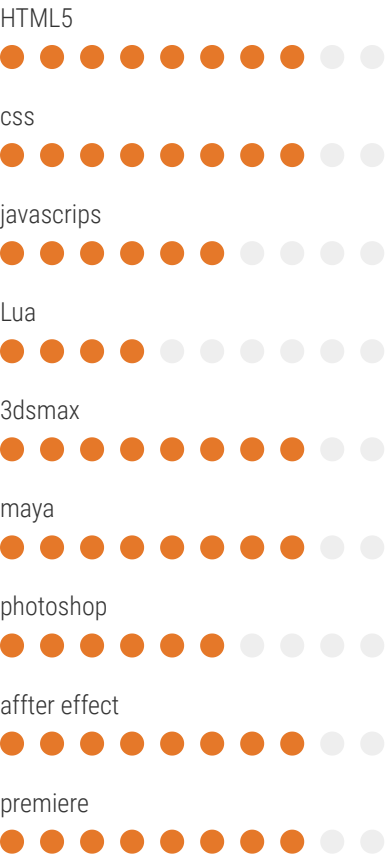 HTML5
css
javascrips
Lua
3dsmax
maya
photoshop
affter effect
premiere